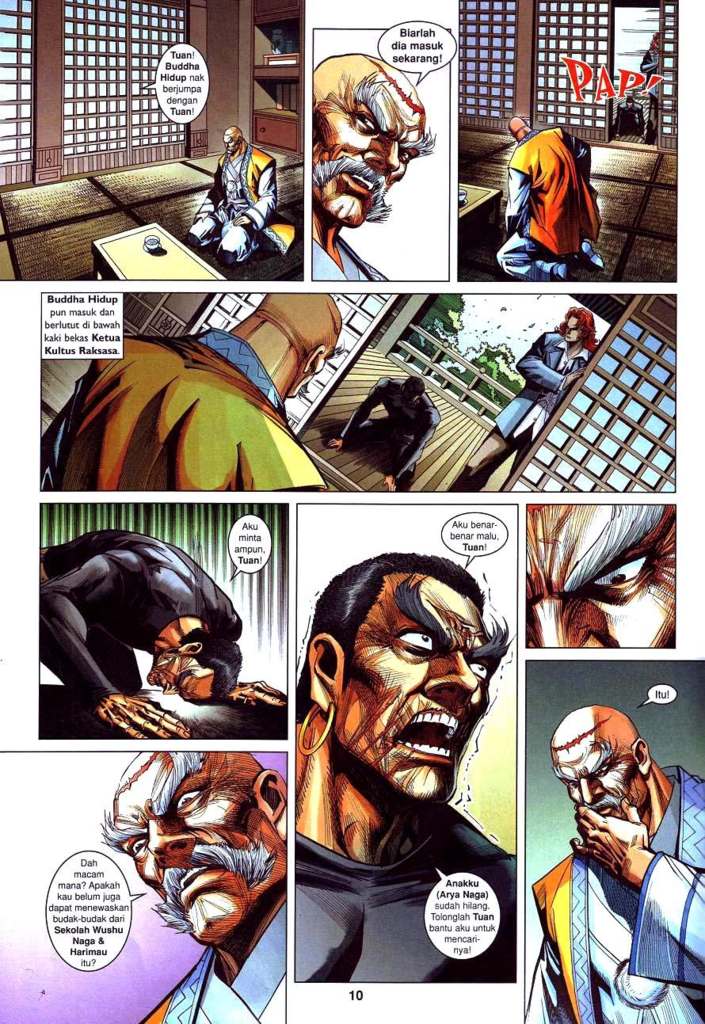 Tuan!
Buddha
Hidup nak
berjumpa
dengan
Tuan!
Biarlah
dia masuk
sekarang!
PAP!
Buddha Hidup
pun masuk dan
berlutut di bawah
kaki bekas Ketua
Kultus Raksasa.
Aku
minta
ampun,
Tuan!
Aku benar-
benar malu,
Tuan!
Anakku
(Arya Naga)
sudah hilang.
Tolonglah Tuan
bantu aku untuk
mencari-
nya!
Itu!
Dah
macam
mana? Apakah
kau belum juga
dapat menewaskan
budak-budak dari
Sekolah Wushu
Naga &
Harimau
itu?
10